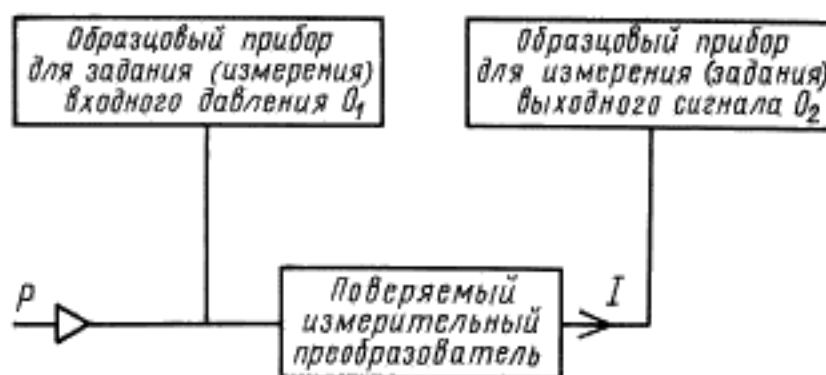 Образцовый прибор
для задания (измерения)
входного давления О₁
Образцовый прибор
для измерения (задания)
выходного сигнала О₂
P
Поверяемый
измерительный
преобразователь
I